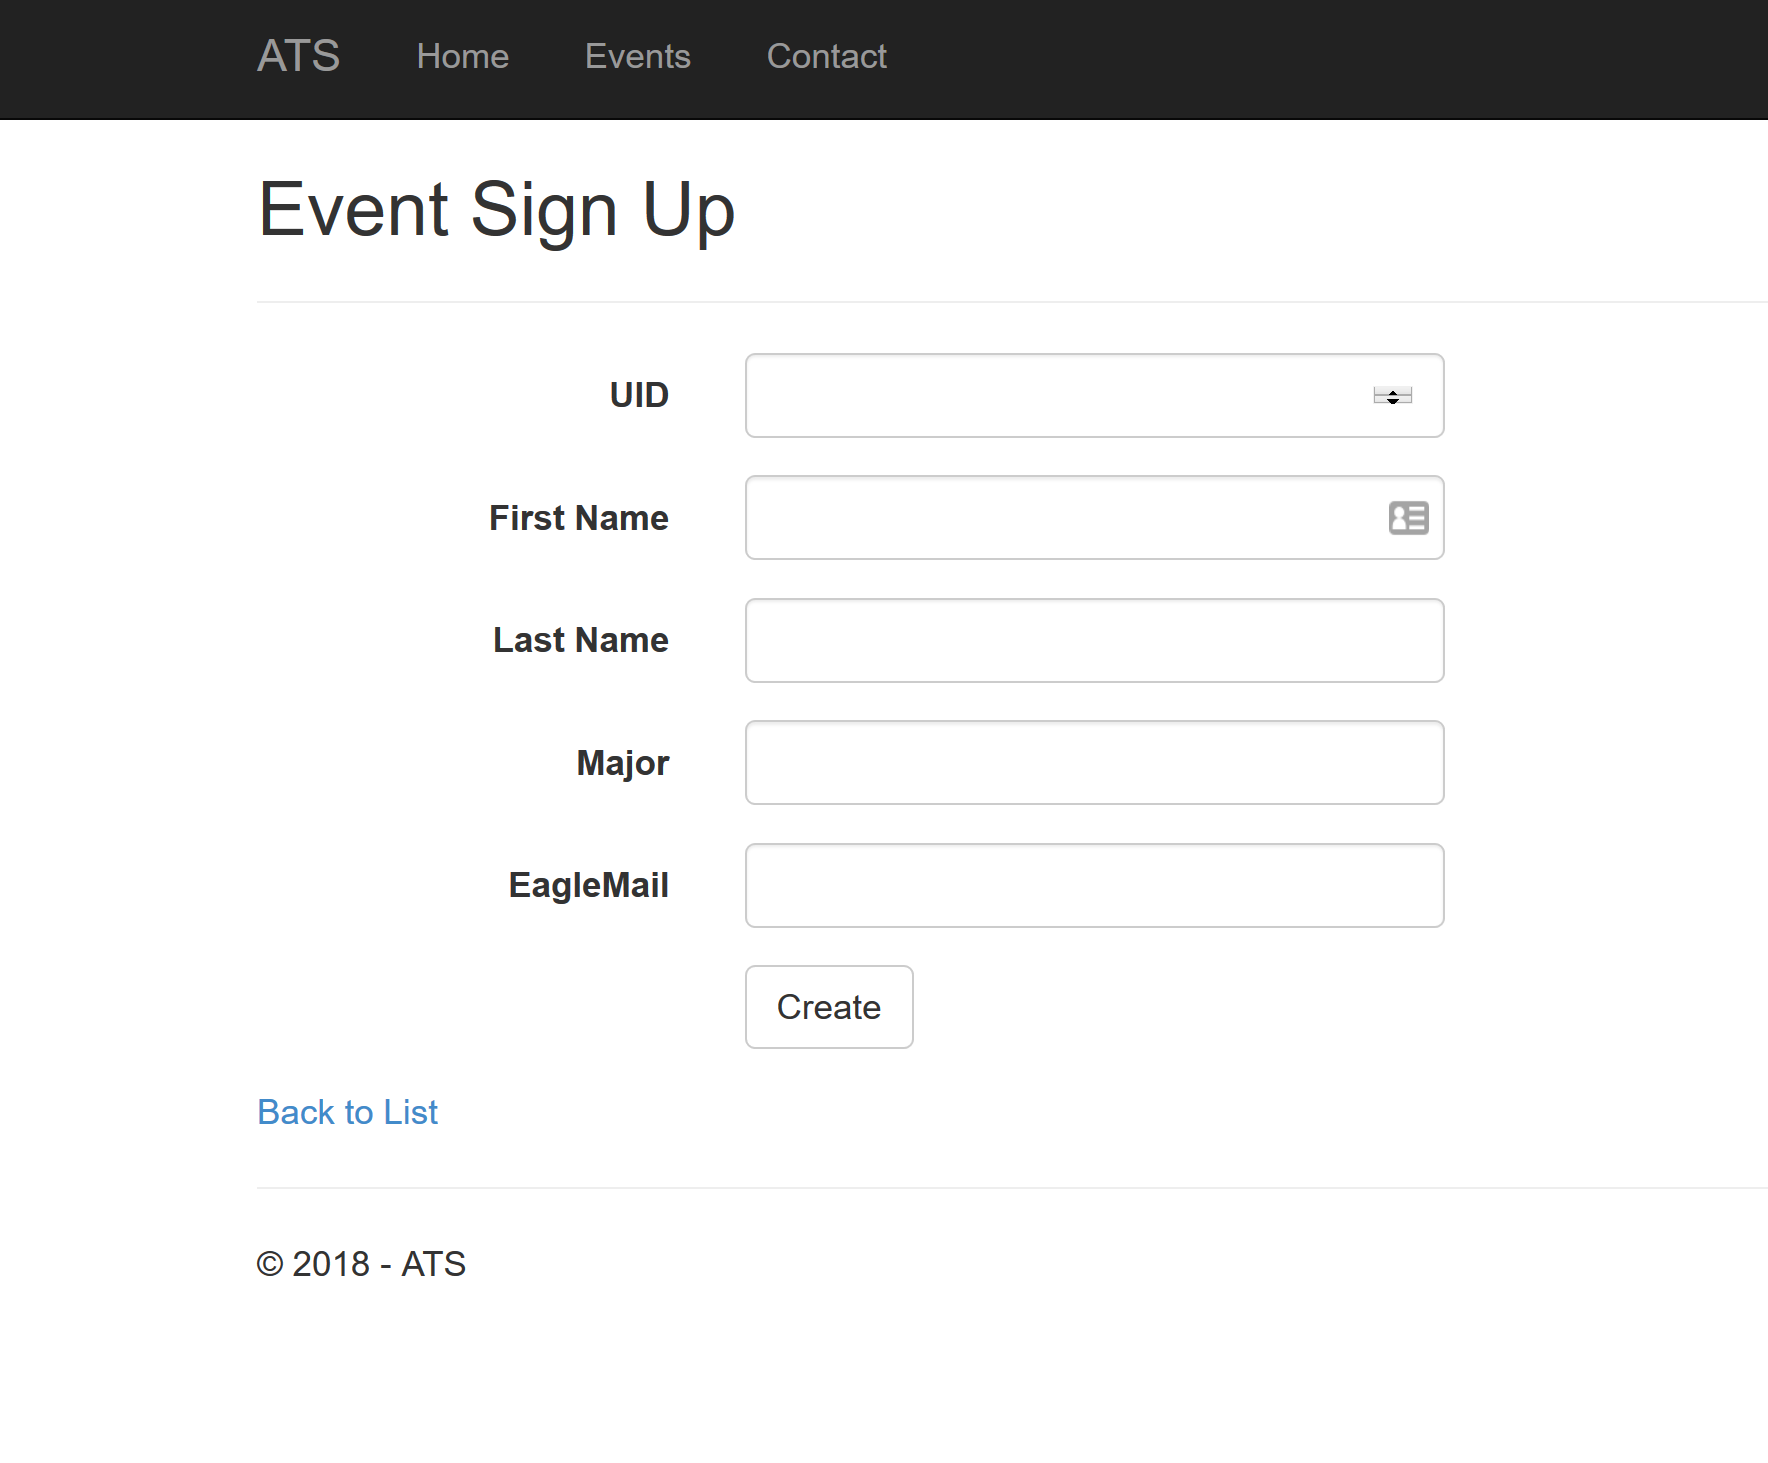 ATS Home Events Contact
Event Sign Up
UID
First Name
Last Name
Major
EagleMail
Create
Back to List
© 2018 - ATS